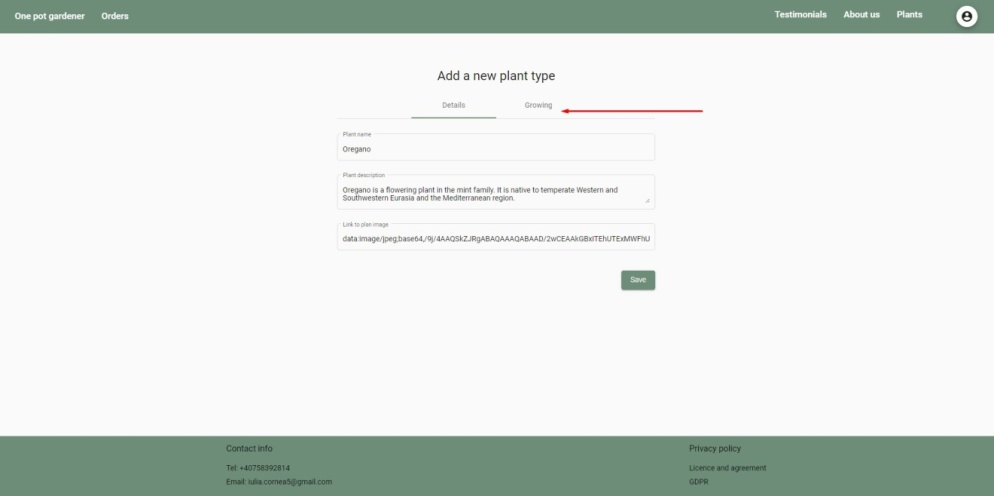 One pot gardener Orders Testimonials About us Plants
Add a new plant type
Details Growing
Plant name
Oregano
Plant description
Oregano is a flowering plant in the mint family. It is native to temperate Western and
Southwestern Eurasia and the Mediterranean region.
Link to plan image
data:image/jpeg;base64,/9j/4AAQSkZJRgABAQAAAQABAAD/2wCEAAkGBxITEhUTExMWFhU
Save
Contact info Privacy policy
Tel: +40758392814 Licence and agreement
Email: iulia.cornea5@gmail.com GDPR